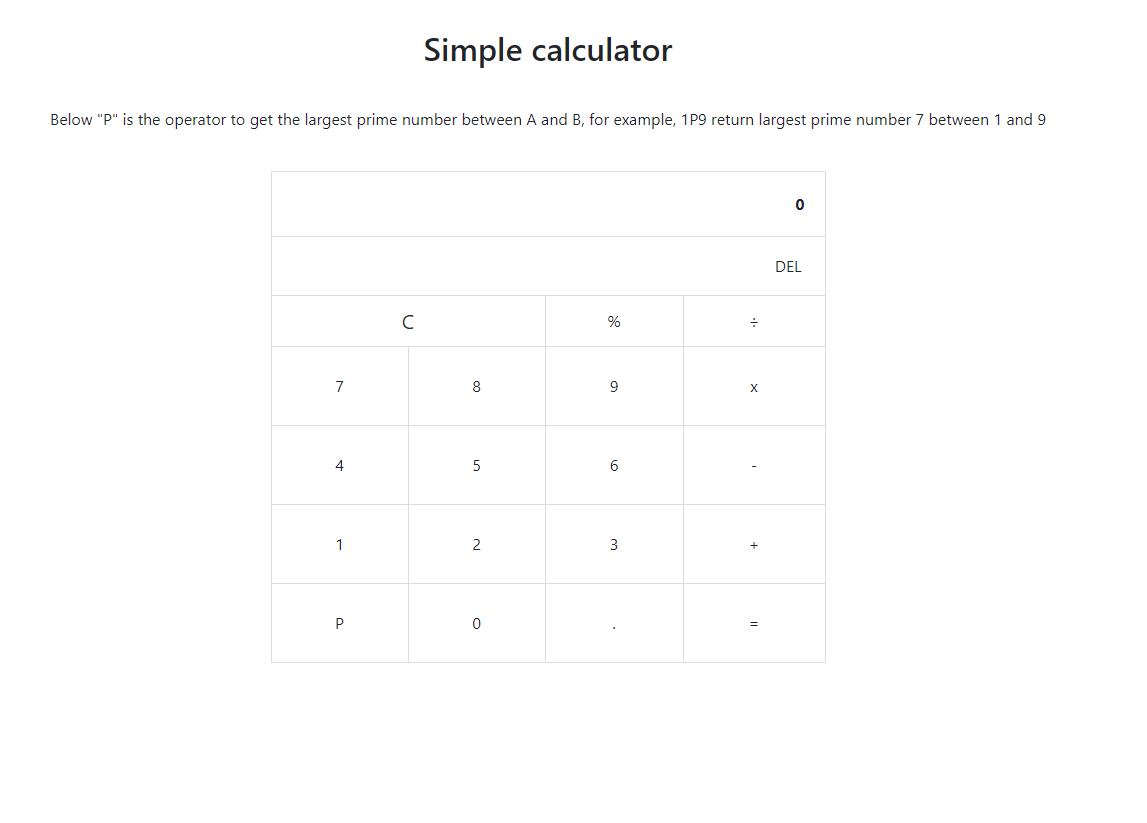 Simple calculator
Below "P" is the operator to get the largest prime number between A and B, for example, 1P9 return largest prime number 7 between 1 and 9
0
DEL
C % ÷
7 8 9 x
4 5 6 -
1 2 3 +
P 0 . =